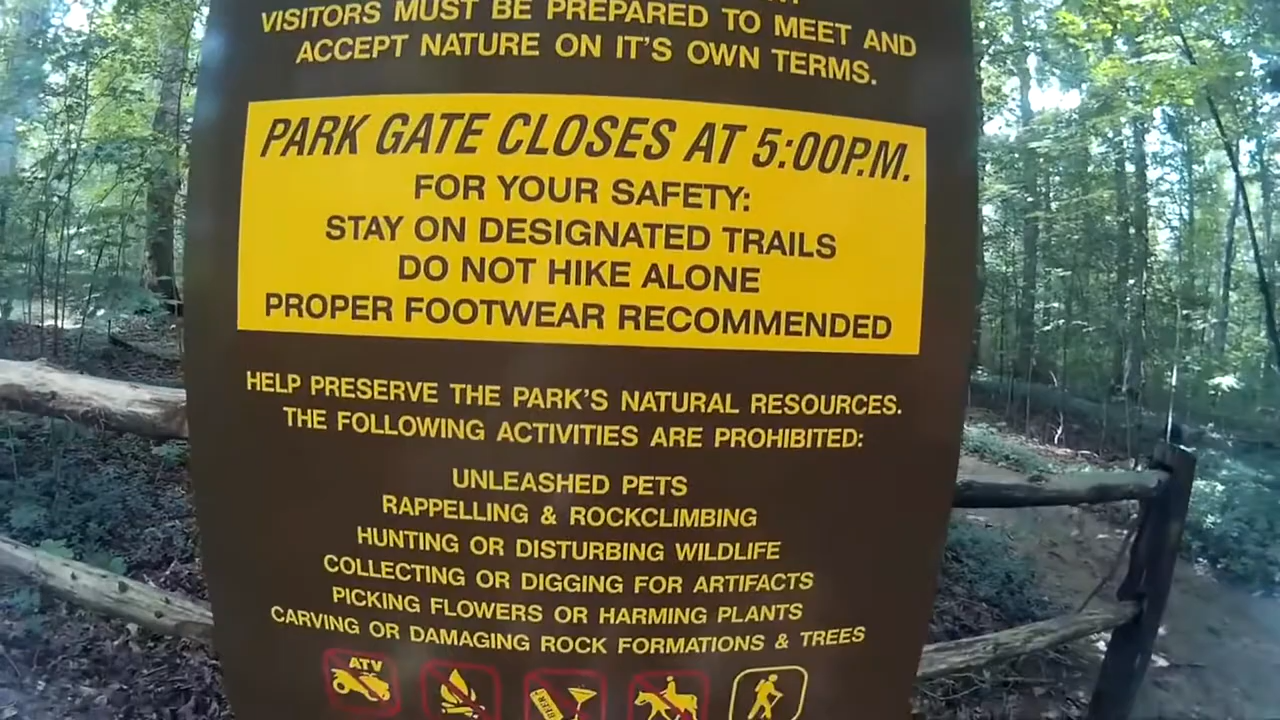 VISITORS MUST BE PREPARED TO MEET AND
ACCEPT NATURE ON IT'S OWN TERMS.
PARK GATE CLOSES AT 5:00P.M.
FOR YOUR SAFETY:
STAY ON DESIGNATED TRAILS
DO NOT HIKE ALONE
PROPER FOOTWEAR RECOMMENDED
HELP PRESERVE THE PARK'S NATURAL RESOURCES.
THE FOLLOWING ACTIVITIES ARE PROHIBITED:
UNLEASHED PETS
RAPPELLING & ROCKCLIMBING
HUNTING OR DISTURBING WILDLIFE
COLLECTING OR DIGGING FOR ARTIFACTS
PICKING FLOWERS OR HARMING PLANTS
CARVING OR DAMAGING ROCK FORMATIONS & TREES
ATV
BEER